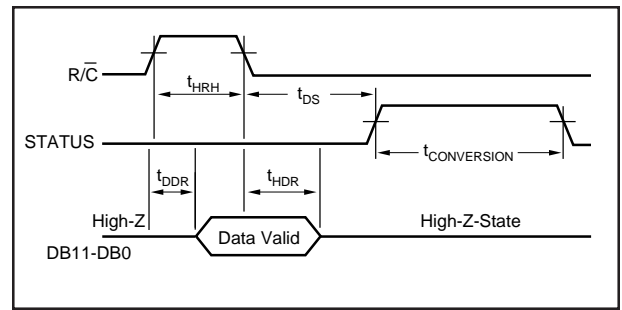 R/C̅
tHRH
tDS
STATUS
tCONVERSION
tDDR
tHDR
High-Z
Data Valid
High-Z-State
DB11-DB0